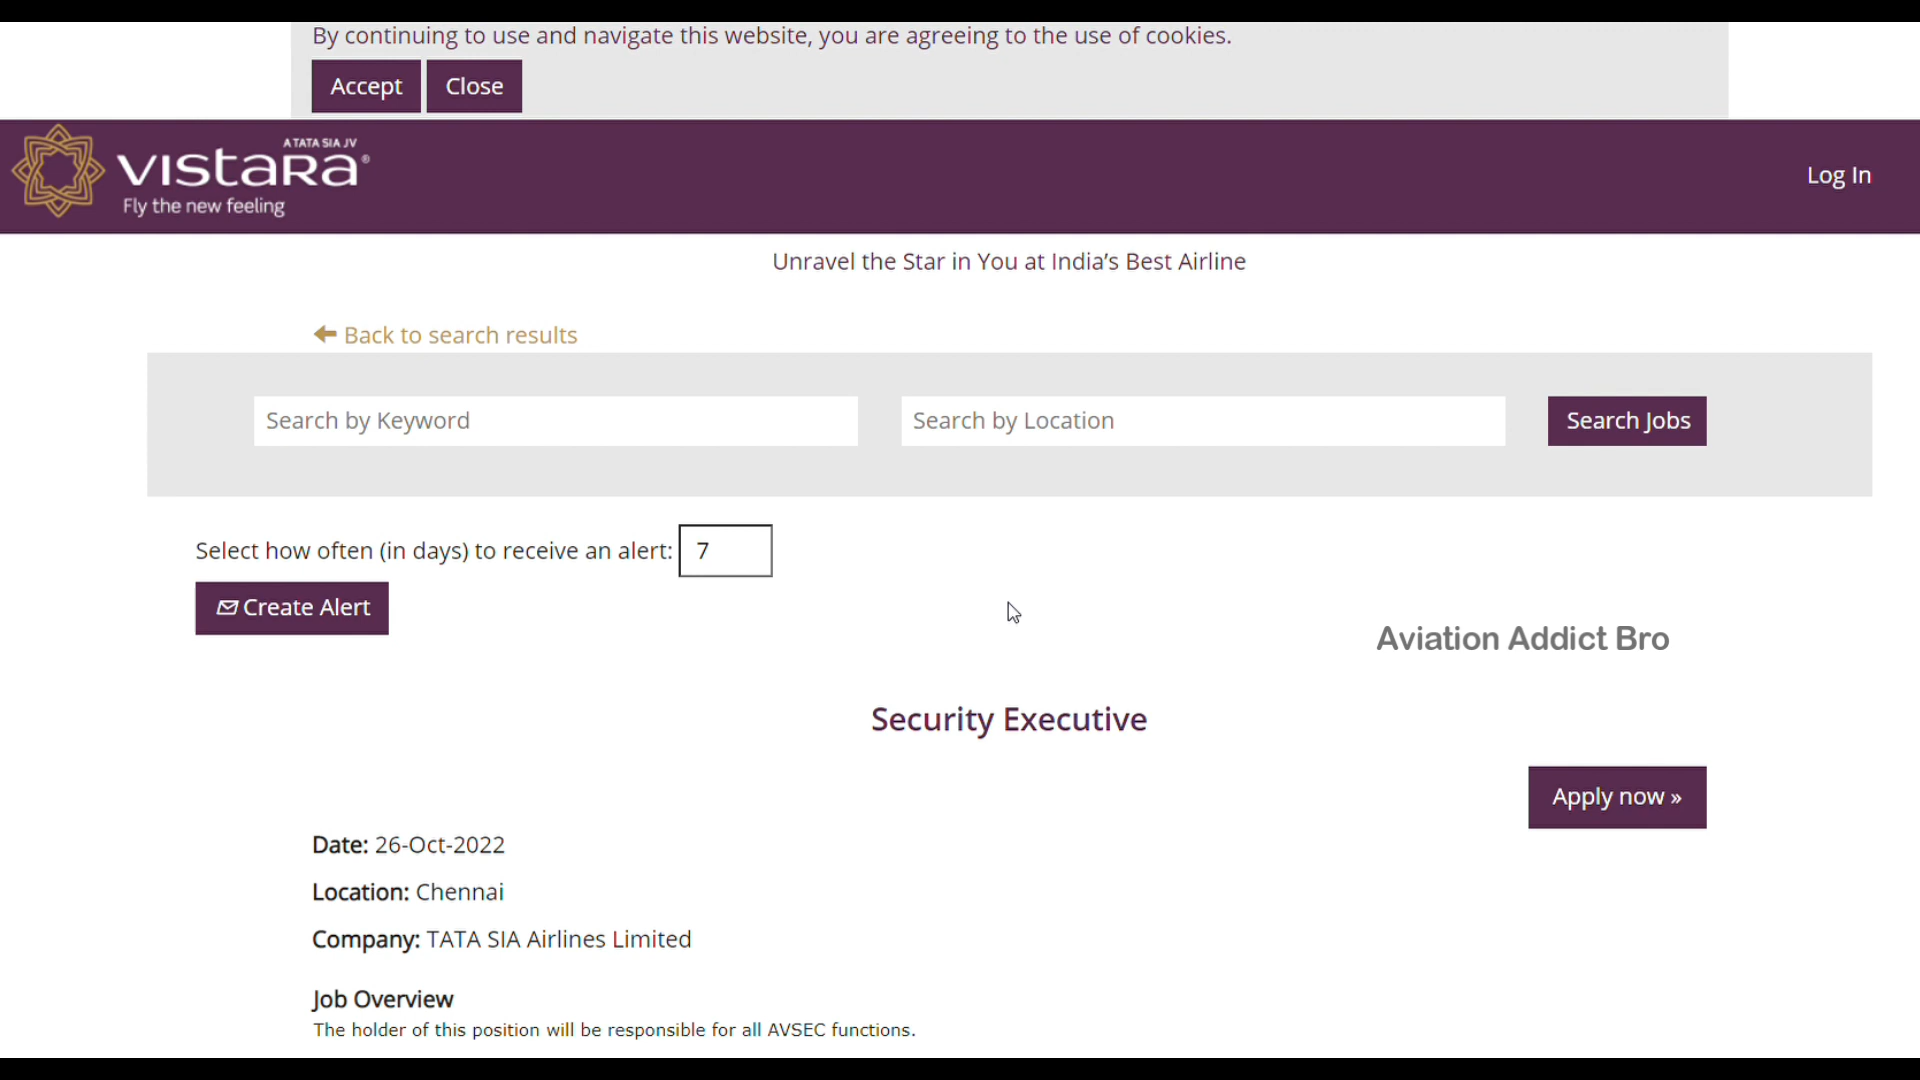 By continuing to use and navigate this website, you are agreeing to the use of cookies.
Accept Close
A TATA SIA JV
VISTARA®
Fly the new feeling
Log In
Unravel the Star in You at India’s Best Airline
Back to search results
Search by Keyword Search by Location Search Jobs
Select how often (in days) to receive an alert: 7
Create Alert
Aviation Addict Bro
Security Executive
Apply now »
Date: 26-Oct-2022
Location: Chennai
Company: TATA SIA Airlines Limited
Job Overview
The holder of this position will be responsible for all AVSEC functions.